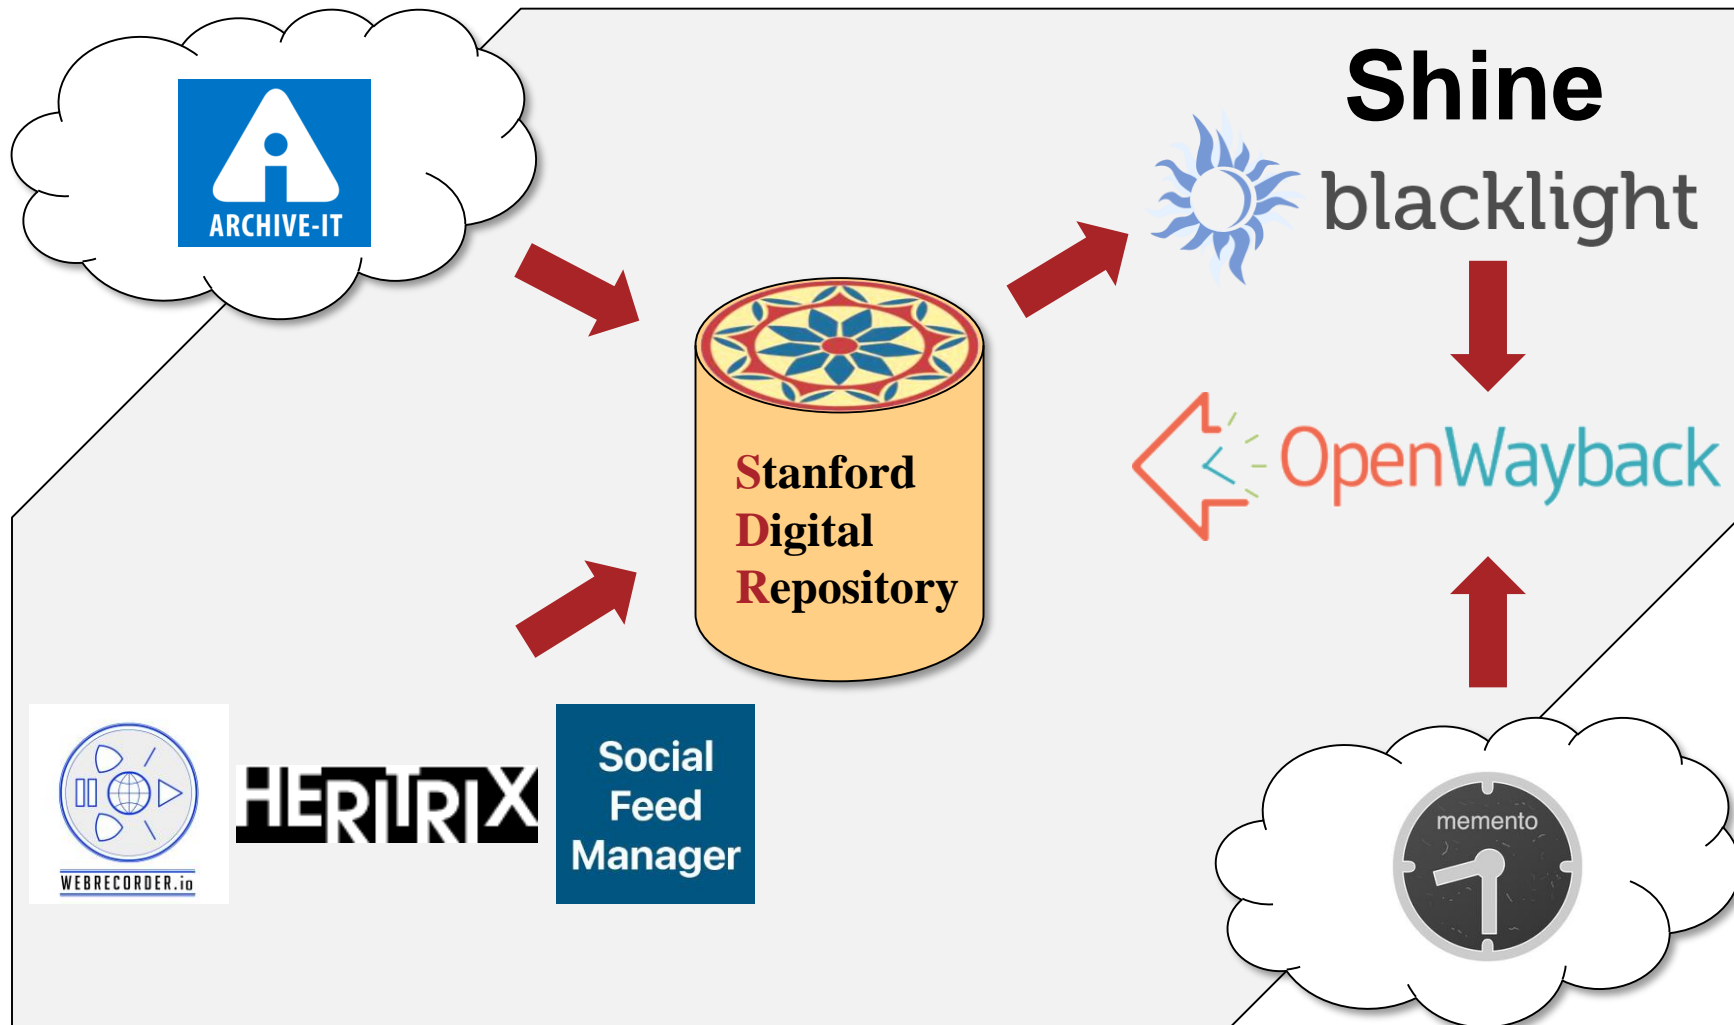 ARCHIVE-IT
Shine
blacklight
OpenWayback
Stanford
Digital
Repository
WEBRECORDER.io
HERITRIX
Social
Feed
Manager
memento